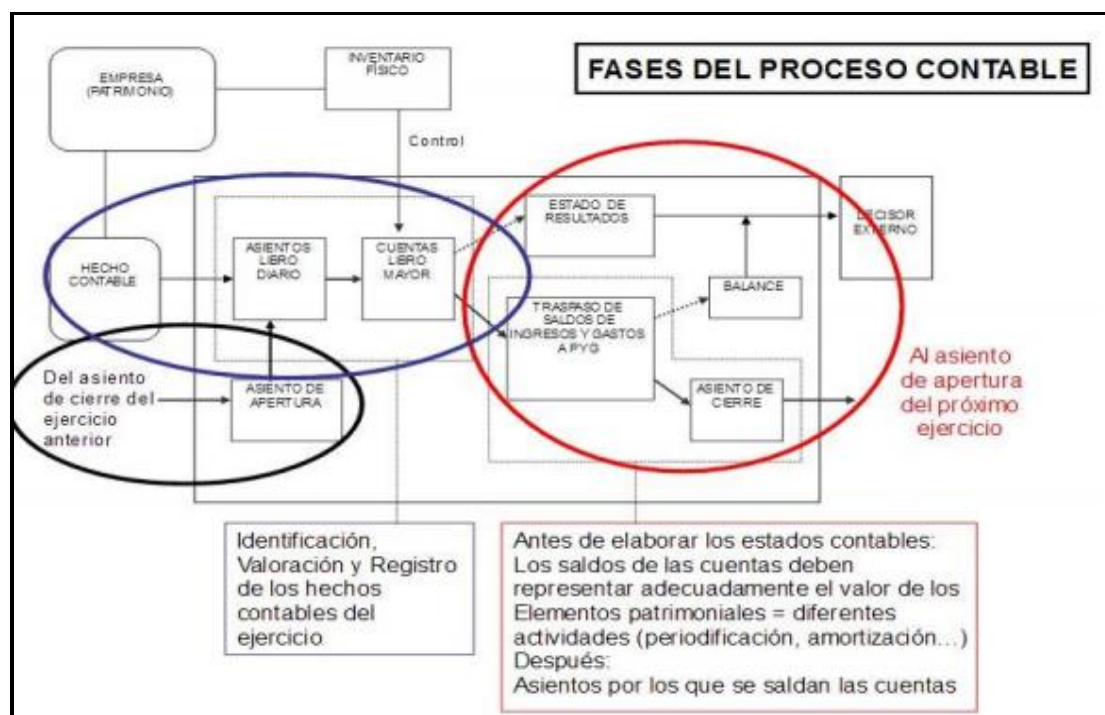 FASES DEL PROCESO CONTABLE
EMPRESA
(PATRIMONIO)
INVENTARIO
FÍSICO
Control
HECHO
CONTABLE
ASIENTOS
LIBRO
DIARIO
CUENTAS
LIBRO
MAYOR
ESTADO DE
RESULTADOS
DECISOR
EXTERNO
TRASPASO DE
SALDOS DE
INGRESOS Y GASTOS
A PYG
BALANCE
Del asiento
de cierre del
ejercicio
anterior
ASIENTO DE
APERTURA
ASIENTO DE
CIERRE
Al asiento
de apertura
del próximo
ejercicio
Identificación,
Valoración y Registro
de los hechos
contables del
ejercicio
Antes de elaborar los estados contables:
Los saldos de las cuentas deben
representar adecuadamente el valor de los
Elementos patrimoniales = diferentes
actividades (periodificación, amortización…)
Después:
Asientos por los que se saldan las cuentas